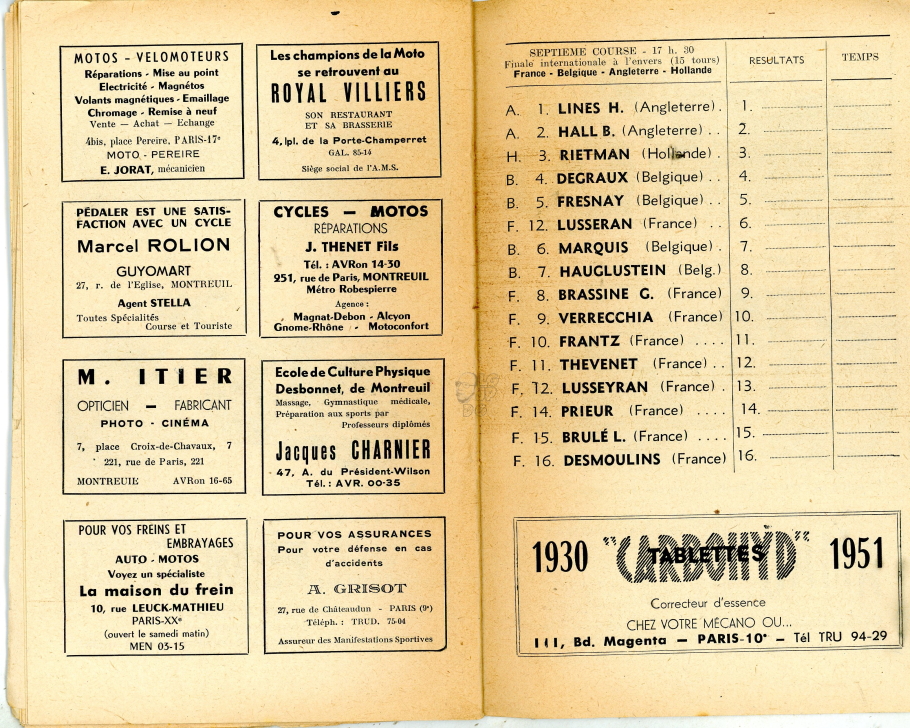 MOTOS - VELOMOTEURS
Réparations - Mise au point
Electricité - Magnétos
Volants magnétiques - Emaillage
Chromage - Remise à neuf
Vente — Achat — Echange
4bis, place Pereire, PARIS-17e
MOTO - PEREIRE
E. JORAT, mécanicien
Les champions de la Moto
se retrouvent au
ROYAL VILLIERS
SON RESTAURANT
ET SA BRASSERIE
4, pl. de la Porte-Champerret
GAL. 85-14
Siège social de l'A.M.S.
PÉDALER EST UNE SATIS-
FACTION AVEC UN CYCLE
Marcel ROLION
GUYOMART
27, r. de l'Eglise, MONTREUIL
Agent STELLA
Toutes Spécialités
Course et Touriste
CYCLES — MOTOS
RÉPARATIONS
J. THENET Fils
Tél. : AVRon 14-30
251, rue de Paris, MONTREUIL
Métro Robespierre
Agence :
Magnat-Debon - Alcyon
Gnome-Rhône - Motoconfort
M. ITIER
OPTICIEN — FABRICANT
PHOTO - CINÉMA
7, place Croix-de-Chavaux, 7
221, rue de Paris, 221
MONTREUIL AVRon 16-65
Ecole de Culture Physique
Desbonnet, de Montreuil
Massage, Gymnastique médicale,
Préparation aux sports par
Professeurs diplômés
Jacques CHARNIER
47, A. du Président-Wilson
Tél. : AVR. 00-35
POUR VOS FREINS ET
EMBRAYAGES
AUTO - MOTOS
Voyez un spécialiste
La maison du frein
10, rue LEUCK-MATHIEU
PARIS-XXe
(ouvert le samedi matin)
MEN 03-15
POUR VOS ASSURANCES
Pour votre défense en cas
d'accidents
A. GRISOT
27, rue de Châteaudun - PARIS (9e)
Téléph. : TRUD. 75-04
Assureur des Manifestations Sportives
SEPTIEME COURSE - 17 h. 30
Finale internationale à l'envers (15 tours)
France - Belgique - Angleterre - Hollande
RESULTATS
TEMPS
A. 1. LINES H. (Angleterre) . 1.
A. 2. HALL B. (Angleterre) . . 2.
H. 3. RIETMAN (Hollande) . 3.
B. 4. DEGRAUX (Belgique) . . 4.
B. 5. FRESNAY (Belgique) . . 5.
F. 12. LUSSERAN (France) . . 6.
B. 6. MARQUIS (Belgique) . 7.
B. 7. HAUGLUSTEIN (Belg.) 8.
F. 8. BRASSINE G. (France) 9.
F. 9. VERRECCHIA (France) 10.
F. 10. FRANTZ (France) . . . . 11.
F. 11. THEVENET (France) . . 12.
F. 12. LUSSEYRAN (France) . 13.
F. 14. PRIEUR (France) . . . . 14.
F. 15. BRULÉ L. (France) . . . . 15.
F. 16. DESMOULINS (France) 16.
1930 "CARBOHYD" 1951
TABLETTES
Correcteur d'essence
CHEZ VOTRE MÉCANO OU...
111, Bd. Magenta — PARIS-10e - Tél TRU 94-29